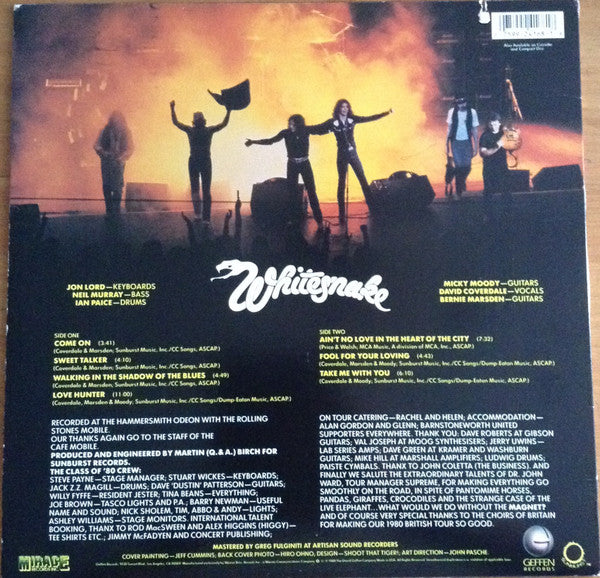 Also Available on Cassette
and Compact Disc
JON LORD—KEYBOARDS
NEIL MURRAY—BASS
IAN PAICE—DRUMS
Whitesnake
MICKY MOODY—GUITARS
DAVID COVERDALE—VOCALS
BERNIE MARSDEN—GUITARS
SIDE ONE
COME ON (3:41)
(Coverdale & Marsden; Sunburst Music, Inc./CC Songs, ASCAP.)
SWEET TALKER (4:10)
(Coverdale & Marsden; Sunburst Music, Inc./CC Songs, ASCAP.)
WALKING IN THE SHADOW OF THE BLUES (4:49)
(Coverdale & Marsden; Sunburst Music, Inc./CC Songs, ASCAP.)
LOVE HUNTER (11:00)
(Coverdale, Marsden & Moody; Sunburst Music, Inc./CC Songs/Dump-Eaton Music, ASCAP.)
SIDE TWO
AIN'T NO LOVE IN THE HEART OF THE CITY (7:32)
(Price & Walsh, MCA Music, A division of MCA, Inc., ASCAP.)
FOOL FOR YOUR LOVING (4:43)
(Coverdale, Marsden & Moody; Sunburst Music, Inc./CC Songs/Dump-Eaton Music, ASCAP.)
TAKE ME WITH YOU (6:10)
(Coverdale & Moody; Sunburst Music, Inc./CC Songs/Dump-Eaton Music, ASCAP.)
RECORDED AT THE HAMMERSMITH ODEON WITH THE ROLLING
STONES MOBILE.
OUR THANKS AGAIN GO TO THE STAFF OF THE
CAFE MOBILE.
PRODUCED AND ENGINEERED BY MARTIN (Q.&A.) BIRCH FOR
SUNBURST RECORDS.
THE CLASS OF '80 CREW:
STEVE PAYNE—STAGE MANAGER; STUART WICKES—KEYBOARDS;
JACK Z Z MAGILL—DRUMS, DAVE 'DUSTIN' PATTERSON—GUITARS;
WILLY FYFFE—RESIDENT JESTER; TINA BEANS—EVERYTHING;
JOE BROWN—TASCO LIGHTS AND P.A., BARRY NEWMAN—USEFUL
NAME AND SOUND; NICK SHOLEM, TIM, ABBO & ANDY—LIGHTS;
ASHLEY WILLIAMS—STAGE MONITORS. INTERNATIONAL TALENT
BOOKING, THANX TO ROD MacSWEEN AND ALEX HIGGINS (HIGGY)—
TEE SHIRTS ETC.; JIMMY McFADYEN AND CONCERT PUBLISHING;
ON TOUR CATERING—RACHEL AND HELEN; ACCOMMODATION—
ALAN GORDON AND GLENN; BARNSTONEWORTH UNITED
SUPPORTERS EVERYWHERE. THANK YOU: DAVE ROBERTS AT GIBSON
GUITARS; VAL JOSEPH AT MOOG SYNTHESISERS; JERRY UWINS—
LAB SERIES AMPS; DAVE GREEN AT KRAMER AND WASHBURN
GUITARS; MIKE HILL AT MARSHALL AMPLIFIERS; LUDWIG DRUMS;
PAISTE CYMBALS. THANX TO JOHN COLETTA (THE BUSINESS). AND
FINALLY WE SALUTE THE EXTRAORDINARY TALENTS OF DR. JOHN
WARD, TOUR MANAGER SUPREME, FOR MAKING EVERYTHING GO
SMOOTHLY ON THE ROAD, IN SPITE OF PANTOMIME HORSES,
PANDAS, GIRAFFES, CROCODILES AND THE STRANGE CASE OF THE
LIVE ELEPHANT...WHAT WOULD WE DO WITHOUT THE MAGNET?
AND OF COURSE VERY SPECIAL THANKS TO THE CHOIRS OF BRITAIN
FOR MAKING OUR 1980 BRITISH TOUR SO GOOD.
MASTERED BY GREG FULGINITI AT ARTISAN SOUND RECORDERS
COVER PAINTING—JEFF CUMMINS; BACK COVER PHOTO—HIRO OHNO, DESIGN—SHOOT THAT TIGER!; ART DIRECTION—JOHN PASCHE.
MIRAGE
GEFFEN
RECORDS